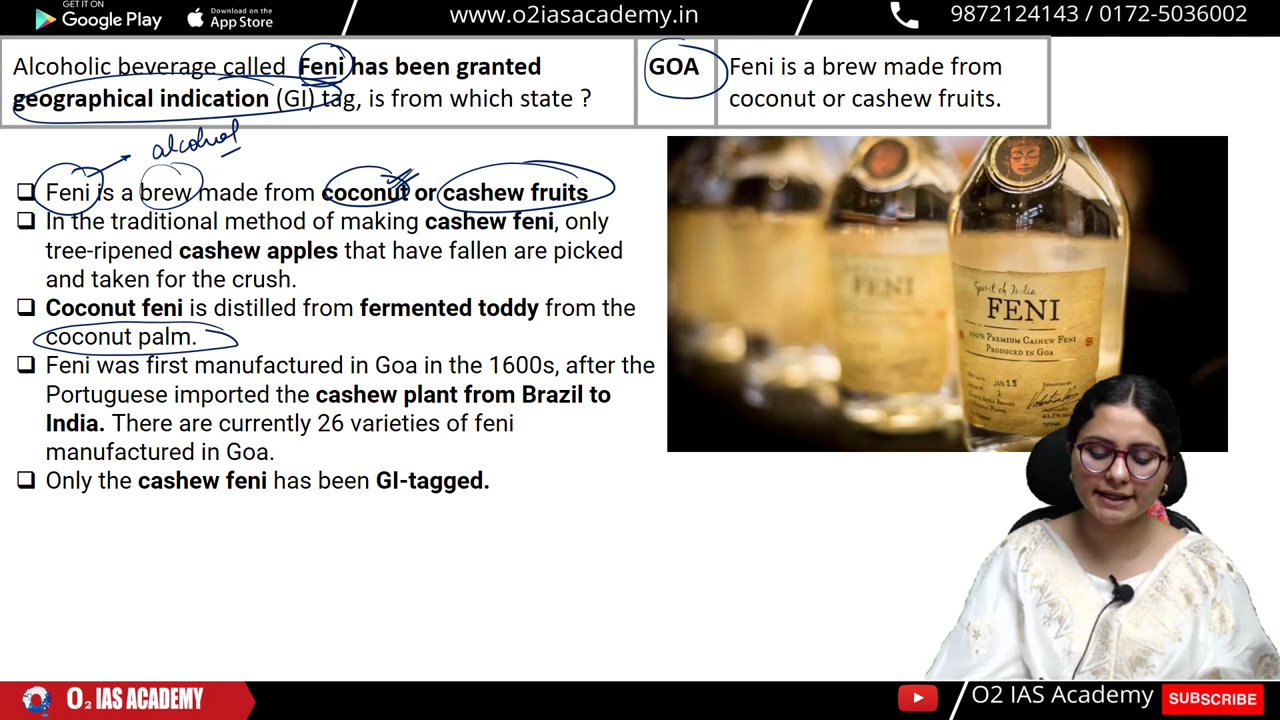 GET IT ON
Google Play
Download on the
App Store
www.o2iasacademy.in
9872124143 / 0172-5036002
Alcoholic beverage called Feni has been granted
geographical indication (GI) tag, is from which state ?
GOA
Feni is a brew made from
coconut or cashew fruits.
alcohol
❑ Feni is a brew made from coconut or cashew fruits
❑ In the traditional method of making cashew feni, only
tree-ripened cashew apples that have fallen are picked
and taken for the crush.
❑ Coconut feni is distilled from fermented toddy from the
coconut palm.
❑ Feni was first manufactured in Goa in the 1600s, after the
Portuguese imported the cashew plant from Brazil to
India. There are currently 26 varieties of feni
manufactured in Goa.
❑ Only the cashew feni has been GI-tagged.
FENI
Spirit of India
FENI
100% PREMIUM CASHEW FENI
PRODUCED IN GOA
JAN 15
O2 IAS ACADEMY
O2 IAS Academy
SUBSCRIBE